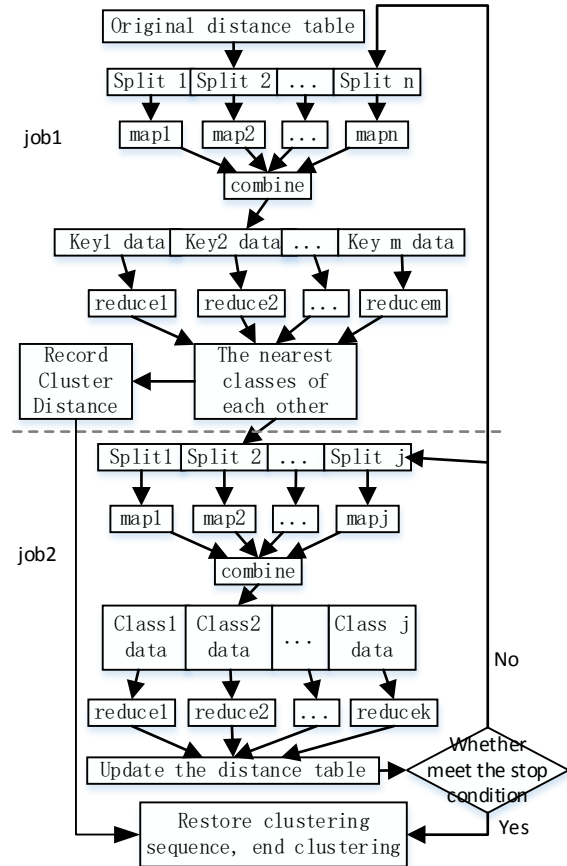 Original distance table
Split 1 Split 2 ... Split n
job1
map1 map2 ... mapn
combine
Key1 data Key2 data ... Key m data
reduce1 reduce2 ... reducem
Record
Cluster
Distance
The nearest
classes of
each other
Split1 Split 2 ... Split j
map1 map2 ... mapj
job2
combine
Class1
data
Class2
data
...
Class j
data
No
reduce1 reduce2 ... reducek
Update the distance table
Whether
meet the stop
condition
Yes
Restore clustering
sequence, end clustering